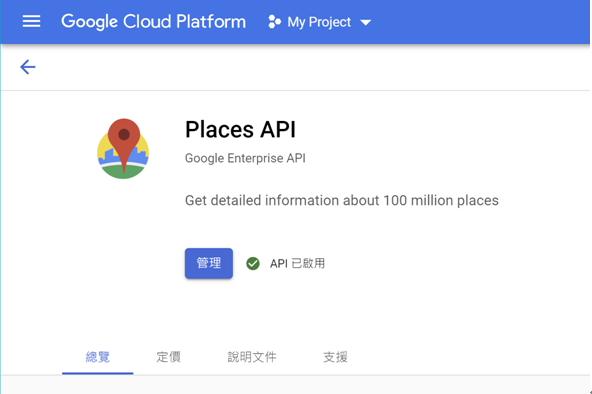 Google Cloud Platform My Project
Places API
Google Enterprise API
Get detailed information about 100 million places
管理 API 已啟用
總覽 定價 說明文件 支援